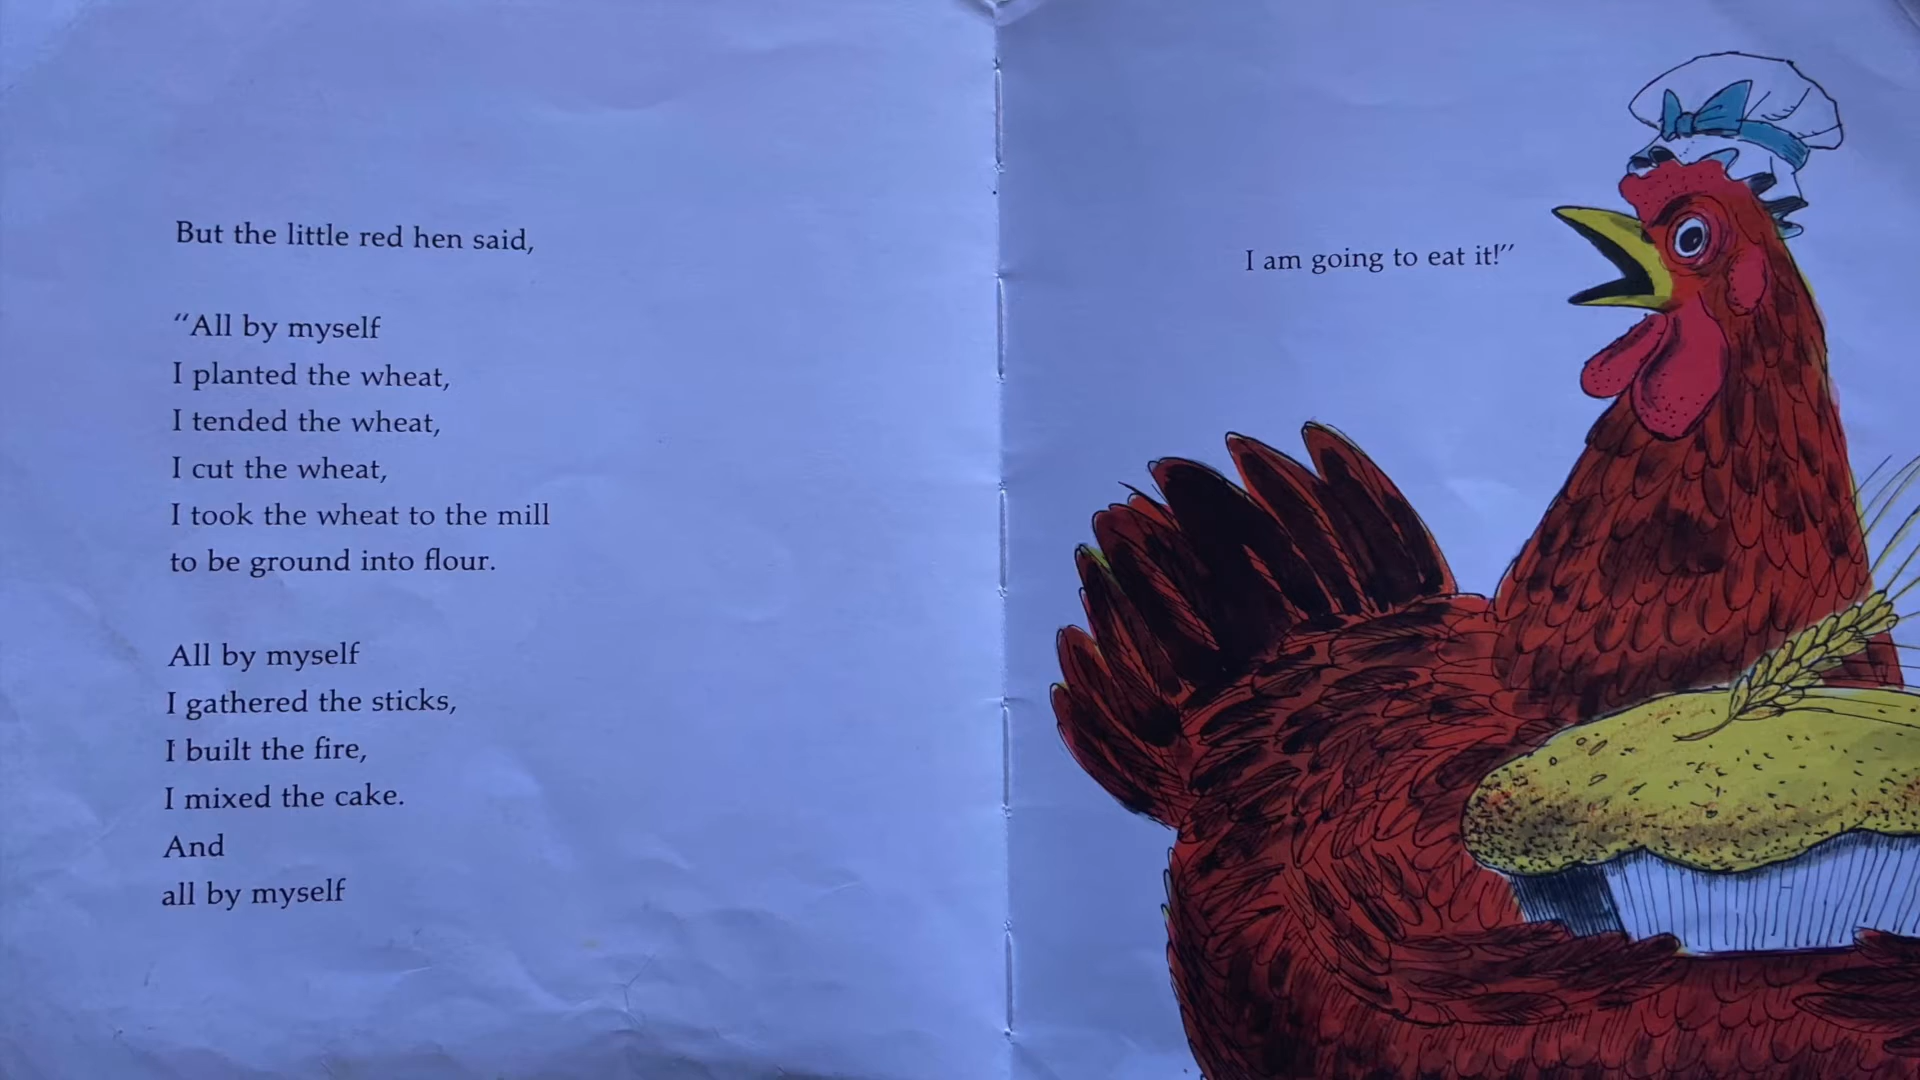 But the little red hen said,
“All by myself
I planted the wheat,
I tended the wheat,
I cut the wheat,
I took the wheat to the mill
to be ground into flour.
All by myself
I gathered the sticks,
I built the fire,
I mixed the cake.
And
all by myself
I am going to eat it!”